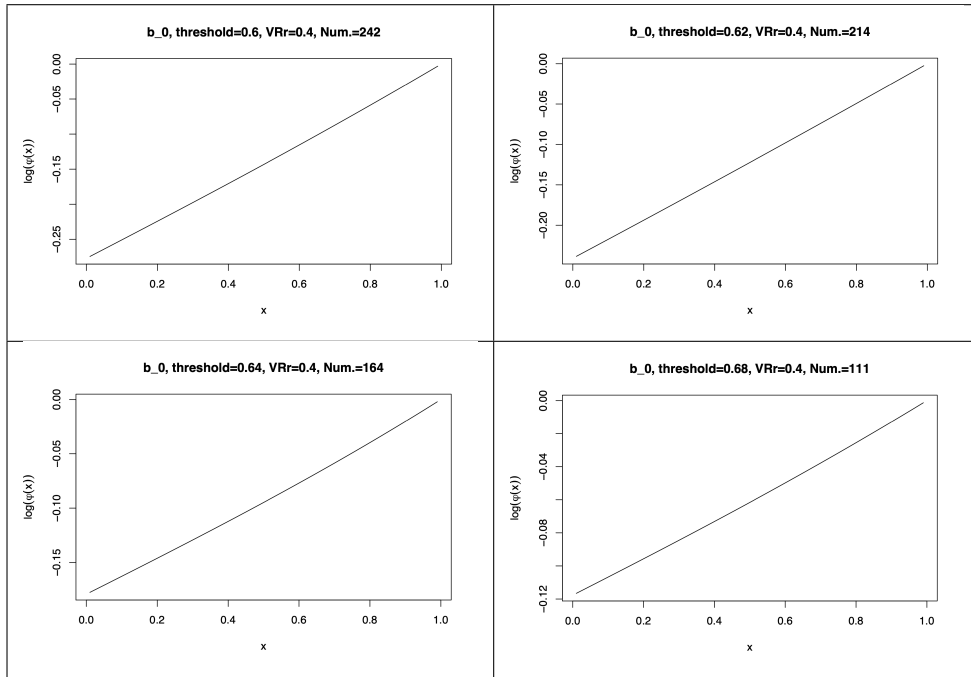 b_0, threshold=0.6, VRr=0.4, Num.=242
log(φ(x))
0.00
−0.05
−0.15
−0.25
0.0 0.2 0.4 0.6 0.8 1.0
x
b_0, threshold=0.62, VRr=0.4, Num.=214
log(φ(x))
0.00
−0.05
−0.10
−0.15
−0.20
0.0 0.2 0.4 0.6 0.8 1.0
x
b_0, threshold=0.64, VRr=0.4, Num.=164
log(φ(x))
0.00
−0.05
−0.10
−0.15
0.0 0.2 0.4 0.6 0.8 1.0
x
b_0, threshold=0.68, VRr=0.4, Num.=111
log(φ(x))
0.00
−0.04
−0.08
−0.12
0.0 0.2 0.4 0.6 0.8 1.0
x